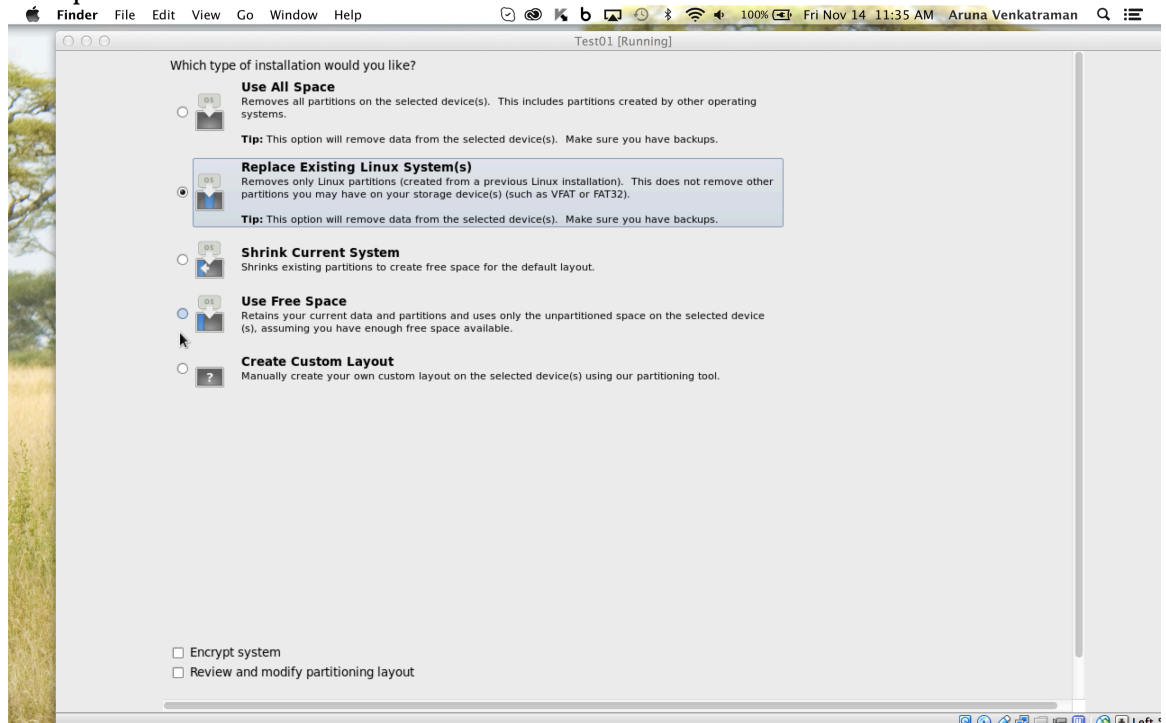 Finder File Edit View Go Window Help 100% Fri Nov 14 11:35 AM Aruna Venkatraman
Test01 [Running]
Which type of installation would you like?
Use All Space
Removes all partitions on the selected device(s). This includes partitions created by other operating
systems.
Tip: This option will remove data from the selected device(s). Make sure you have backups.
Replace Existing Linux System(s)
Removes only Linux partitions (created from a previous Linux installation). This does not remove other
partitions you may have on your storage device(s) (such as VFAT or FAT32).
Tip: This option will remove data from the selected device(s). Make sure you have backups.
Shrink Current System
Shrinks existing partitions to create free space for the default layout.
Use Free Space
Retains your current data and partitions and uses only the unpartitioned space on the selected device
(s), assuming you have enough free space available.
Create Custom Layout
Manually create your own custom layout on the selected device(s) using our partitioning tool.
Encrypt system
Review and modify partitioning layout
Left